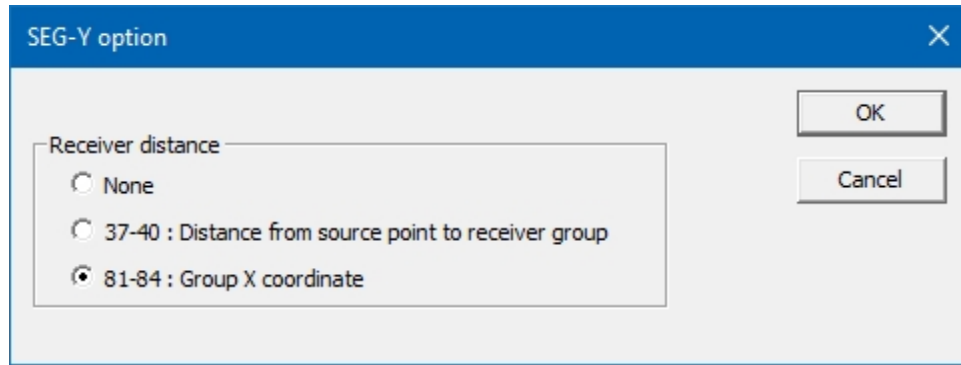 SEG-Y option
OK
Receiver distance
None
Cancel
37-40 : Distance from source point to receiver group
81-84 : Group X coordinate